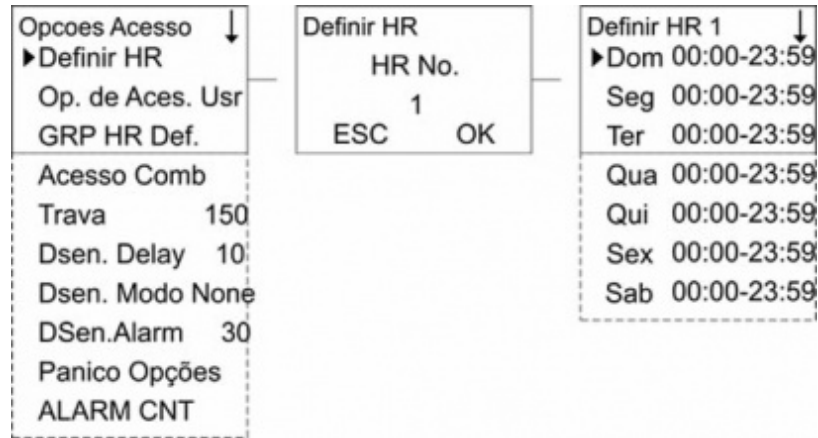 Opcoes Acesso ↓
▶Definir HR
Op. de Aces. Usr
GRP HR Def.
Acesso Comb
Trava 150
Dsen. Delay 10
Dsen. Modo None
DSen.Alarm 30
Panico Opções
ALARM CNT
Definir HR
HR No.
1
ESC OK
Definir HR 1 ↓
▶Dom 00:00-23:59
Seg 00:00-23:59
Ter 00:00-23:59
Qua 00:00-23:59
Qui 00:00-23:59
Sex 00:00-23:59
Sab 00:00-23:59